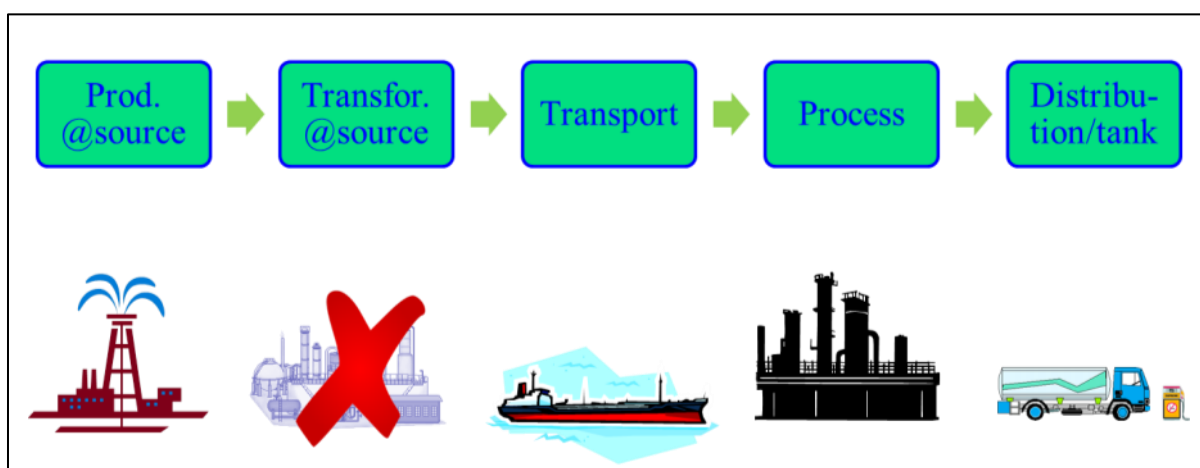 Prod.
@source
Transfor.
@source
Transport
Process
Distribu-
tion/tank